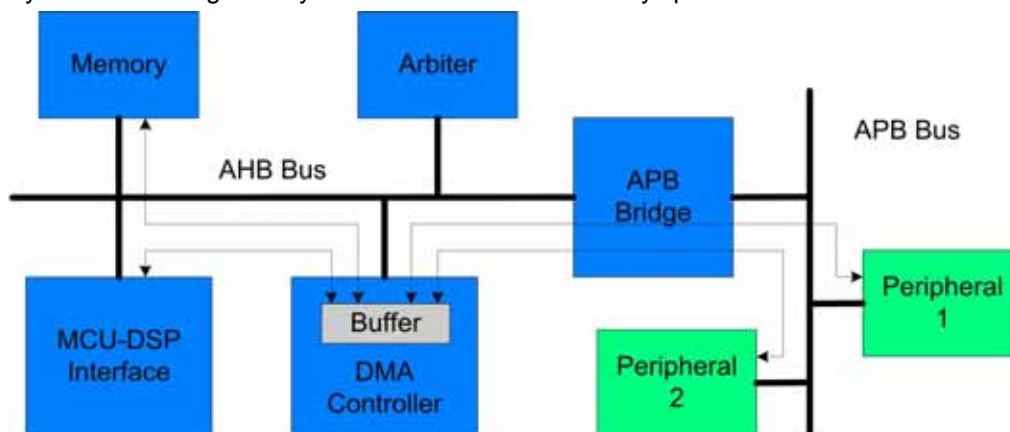 Memory
Arbiter
APB Bus
AHB Bus
APB
Bridge
Peripheral
1
Buffer
MCU-DSP
Interface
DMA
Controller
Peripheral
2